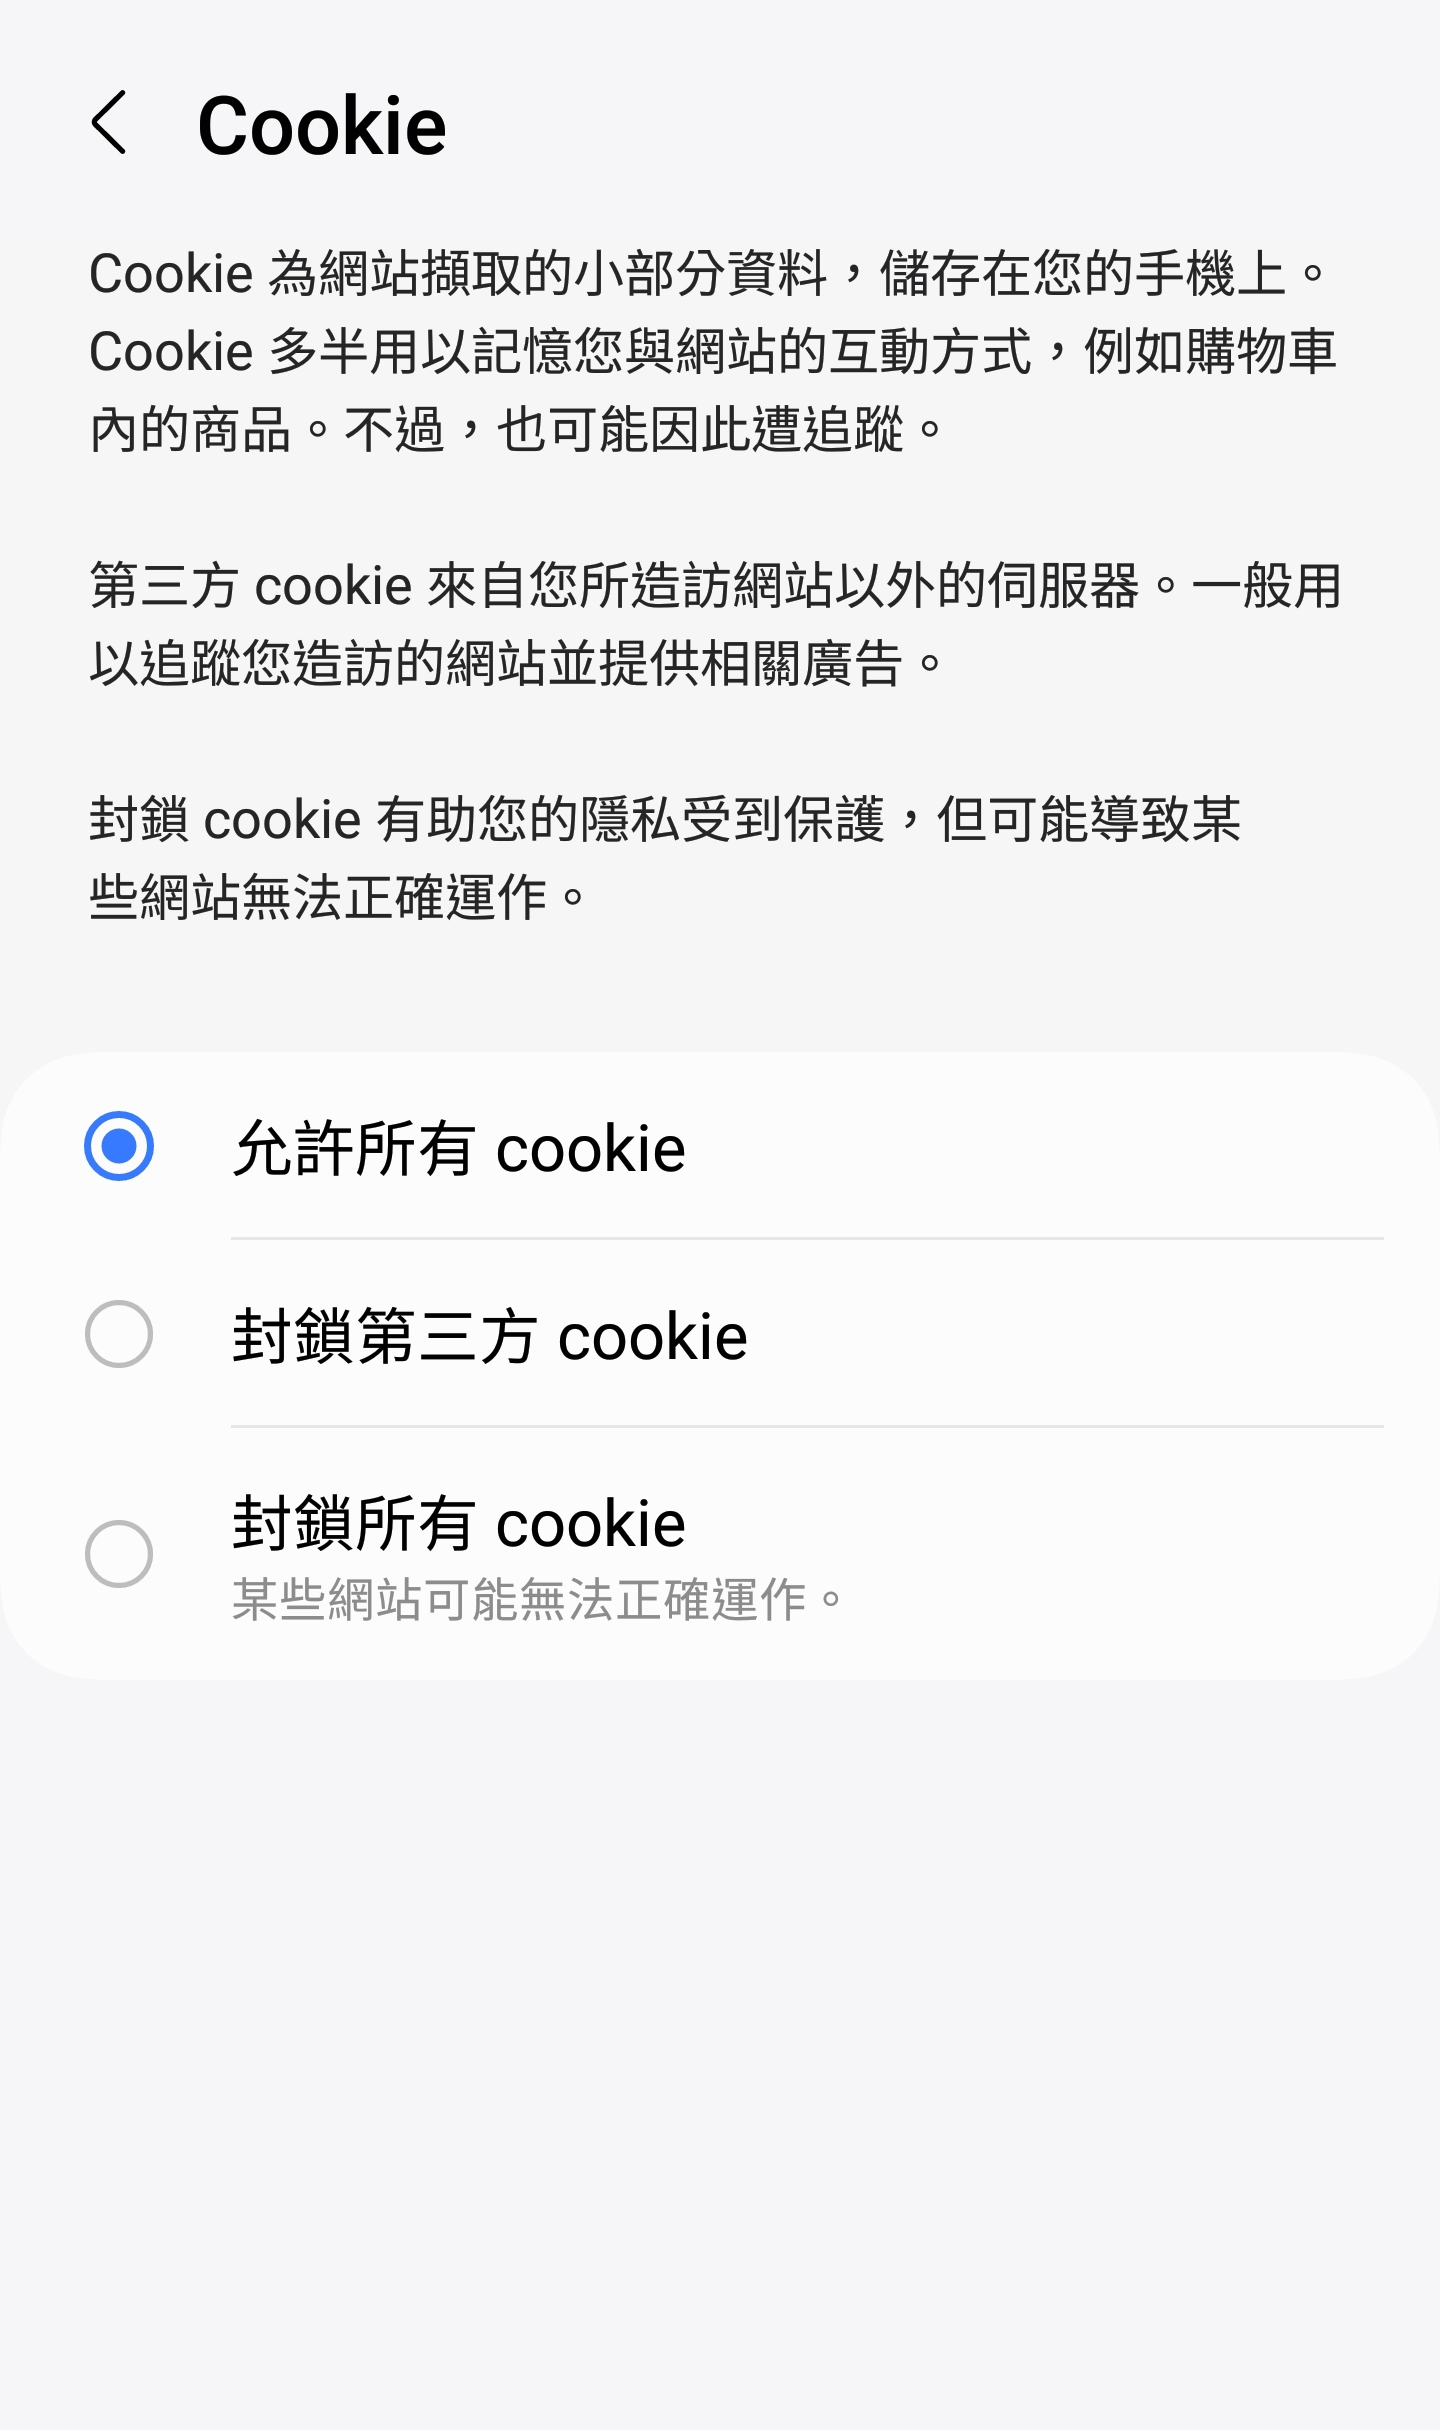 Cookie
Cookie 為網站擷取的小部分資料，儲存在您的手機上。
Cookie 多半用以記憶您與網站的互動方式，例如購物車
內的商品。不過，也可能因此遭追蹤。
第三方 cookie 來自您所造訪網站以外的伺服器。一般用
以追蹤您造訪的網站並提供相關廣告。
封鎖 cookie 有助您的隱私受到保護，但可能導致某
些網站無法正確運作。
允許所有 cookie
封鎖第三方 cookie
封鎖所有 cookie
某些網站可能無法正確運作。